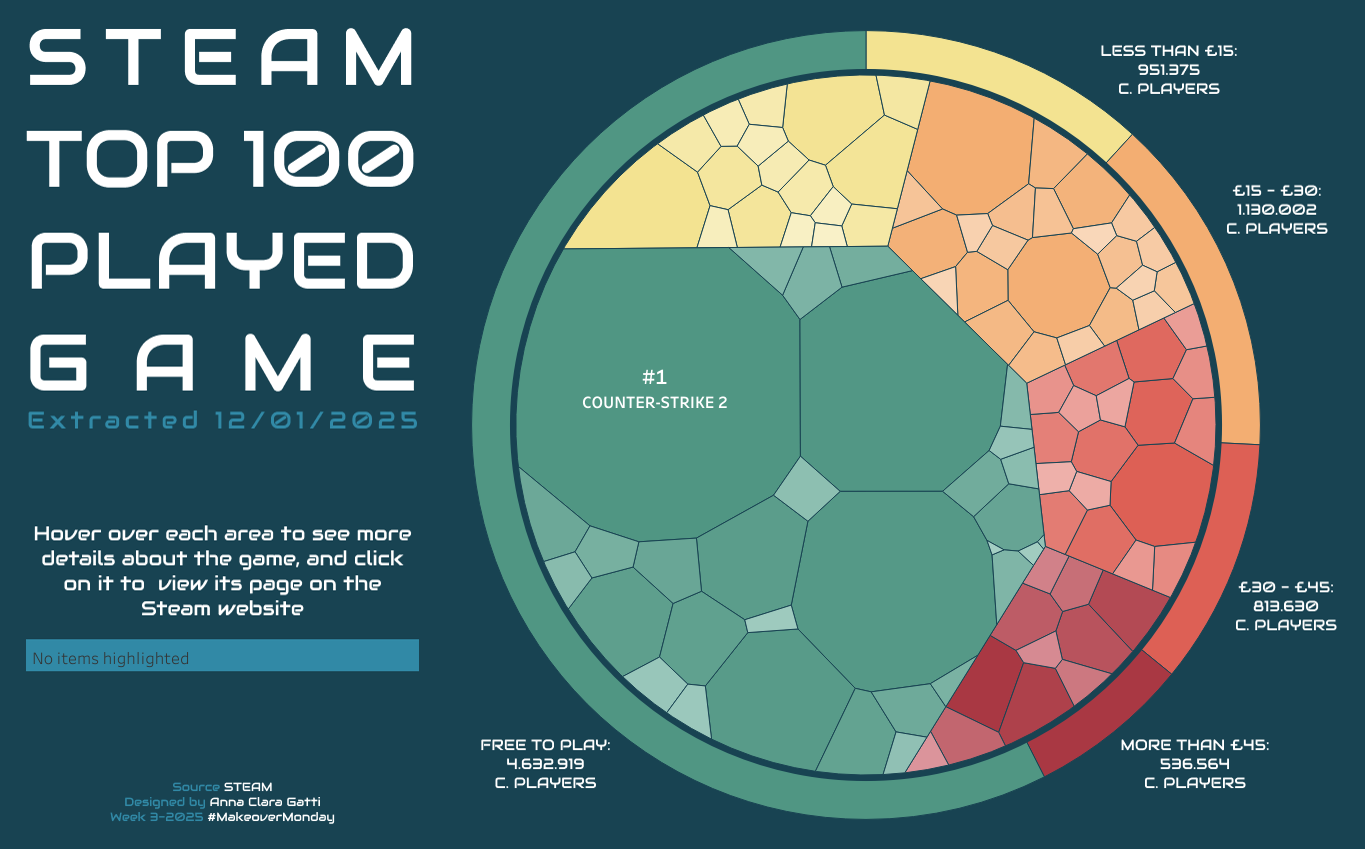 STEAM
TOP 100
PLAYED
GAME
Extracted 12/01/2025
Hover over each area to see more
details about the game, and click
on it to view its page on the
Steam website
No items highlighted
Source STEAM
Designed by Anna Clara Gatti
Week 3-2025 #MakeoverMonday
#1
COUNTER-STRIKE 2
LESS THAN £15:
951.375
C. PLAYERS
£15 - £30:
1.130.002
C. PLAYERS
£30 - £45:
813.630
C. PLAYERS
MORE THAN £45:
536.564
C. PLAYERS
FREE TO PLAY:
4.632.919
C. PLAYERS